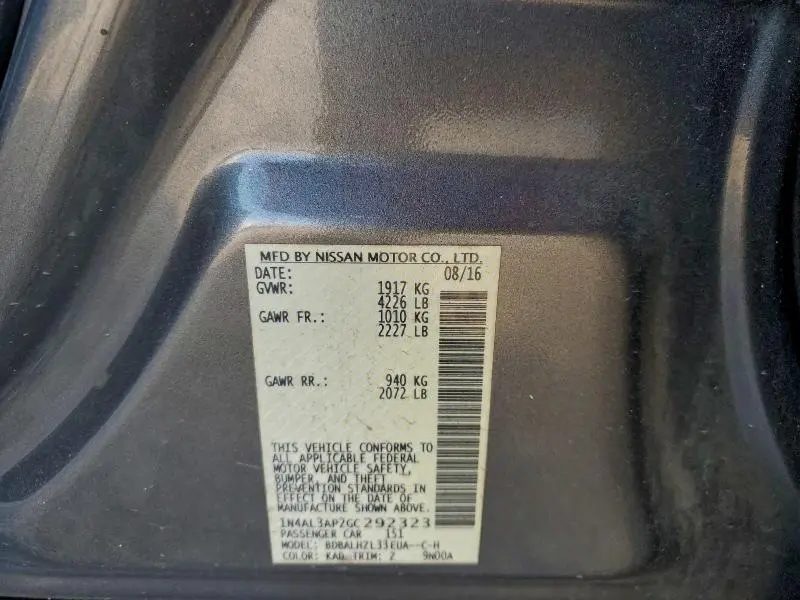 MFD BY NISSAN MOTOR CO., LTD.
DATE: 08/16
GVWR: 1917 KG
4226 LB
GAWR FR.: 1010 KG
2227 LB
GAWR RR.: 940 KG
2072 LB
THIS VEHICLE CONFORMS TO
ALL APPLICABLE FEDERAL
MOTOR VEHICLE SAFETY,
BUMPER, AND THEFT
PREVENTION STANDARDS IN
EFFECT ON THE DATE OF
MANUFACTURE SHOWN ABOVE.
1N4AL3AP2GC292323
PASSENGER CAR 151
MODEL: BDBALHZL33EUA--C-H
COLOR: KAD TRIM: Z 9N00A